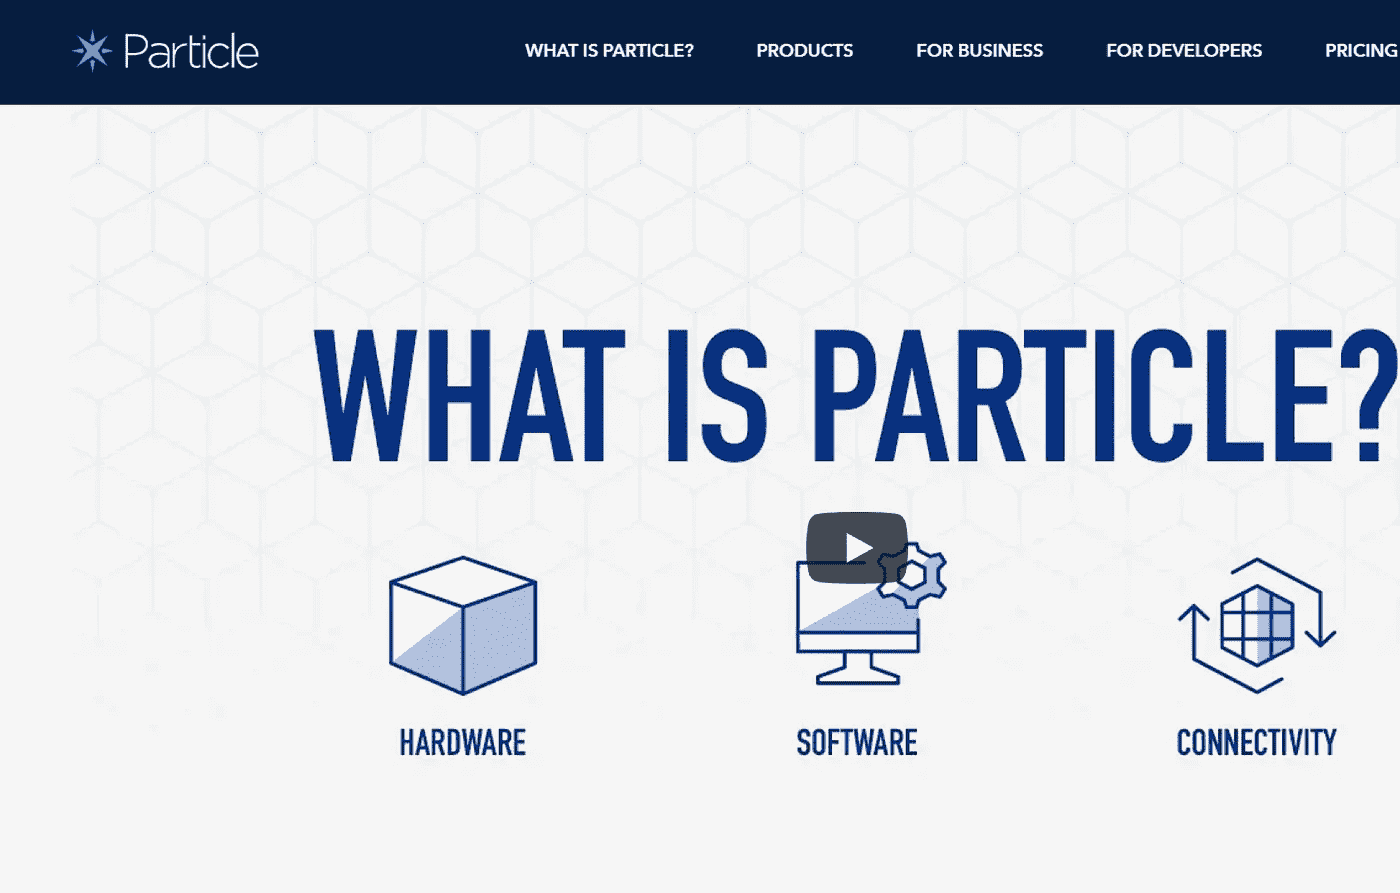 Particle
WHAT IS PARTICLE? PRODUCTS FOR BUSINESS FOR DEVELOPERS PRICING
WHAT IS PARTICLE?
HARDWARE SOFTWARE CONNECTIVITY